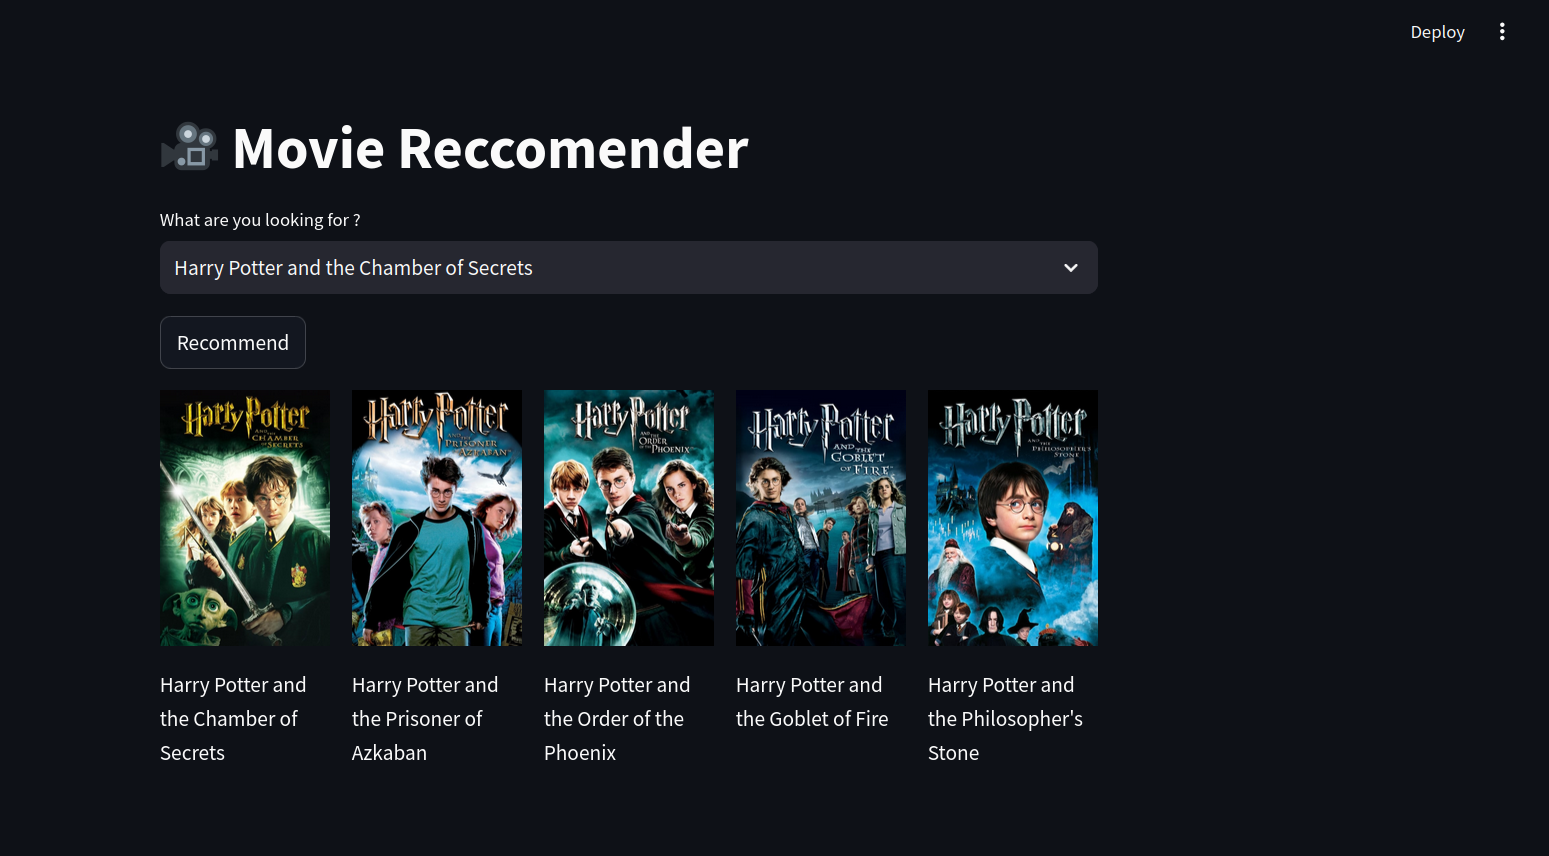 Deploy
Movie Reccomender
What are you looking for ?
Harry Potter and the Chamber of Secrets
Recommend
Harry Potter
AND THE
CHAMBER
OF SECRETS
Harry Potter
AND THE
PRISONER
OF
AZKABAN
Harry Potter
AND THE
ORDER
OF THE
PHOENIX
Harry Potter
AND
THE
GOBLET
OF FIRE
Harry Potter
AND THE
PHILOSOPHER'S
STONE
Harry Potter and
the Chamber of
Secrets
Harry Potter and
the Prisoner of
Azkaban
Harry Potter and
the Order of the
Phoenix
Harry Potter and
the Goblet of Fire
Harry Potter and
the Philosopher's
Stone